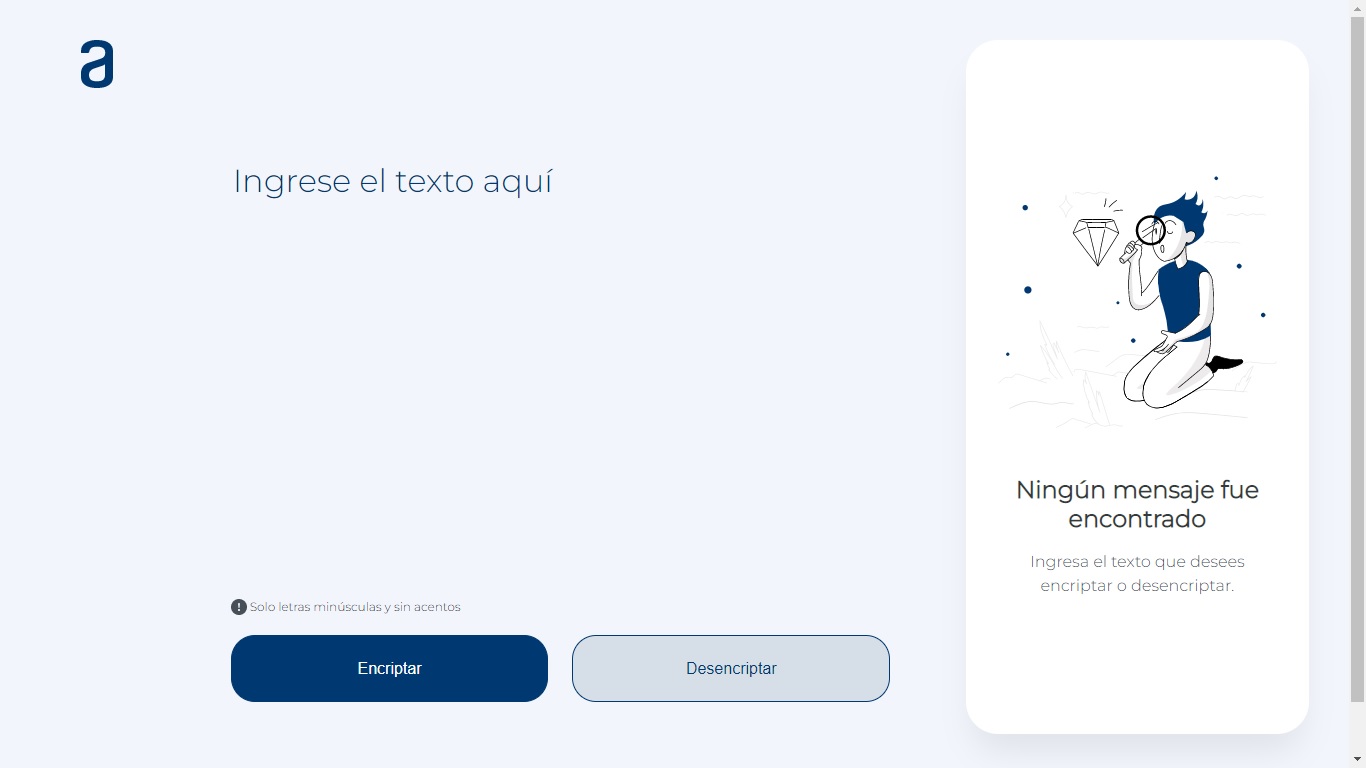 a
Ingrese el texto aquí
Solo letras minúsculas y sin acentos
Encriptar
Desencriptar
Ningún mensaje fue
encontrado
Ingresa el texto que desees
encriptar o desencriptar.